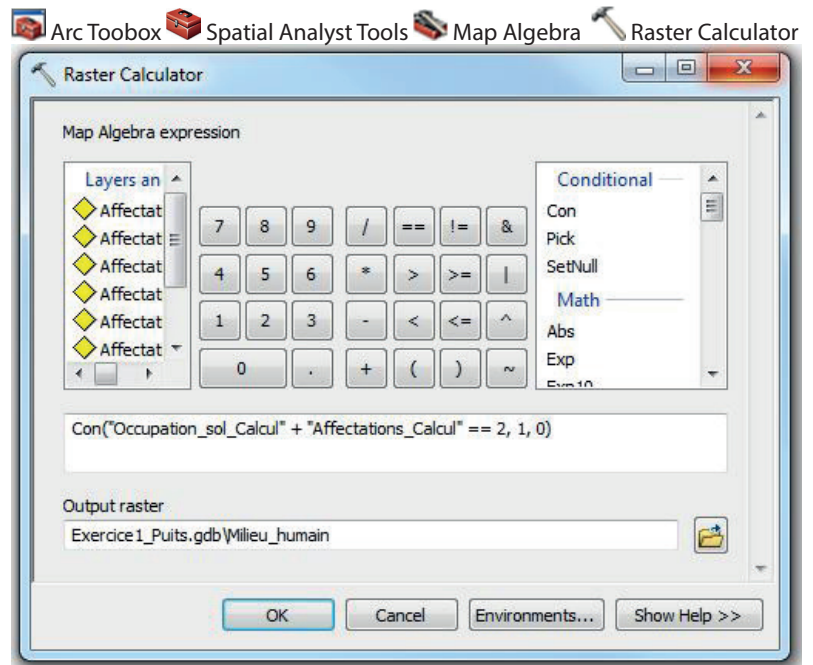 Arc Toobox Spatial Analyst Tools Map Algebra Raster Calculator
Raster Calculator
Map Algebra expression
Layers an
Affectat
Affectat
Affectat
Affectat
Affectat
Affectat
7 8 9 / == != &
4 5 6 * > >= |
1 2 3 - < <= ^
0 . + ( ) ~
Conditional
Con
Pick
SetNull
Math
Abs
Exp
Exp10
Con("Occupation_sol_Calcul" + "Affectations_Calcul" == 2, 1, 0)
Output raster
Exercice1_Puits.gdb\Milieu_humain
OK Cancel Environments... Show Help >>